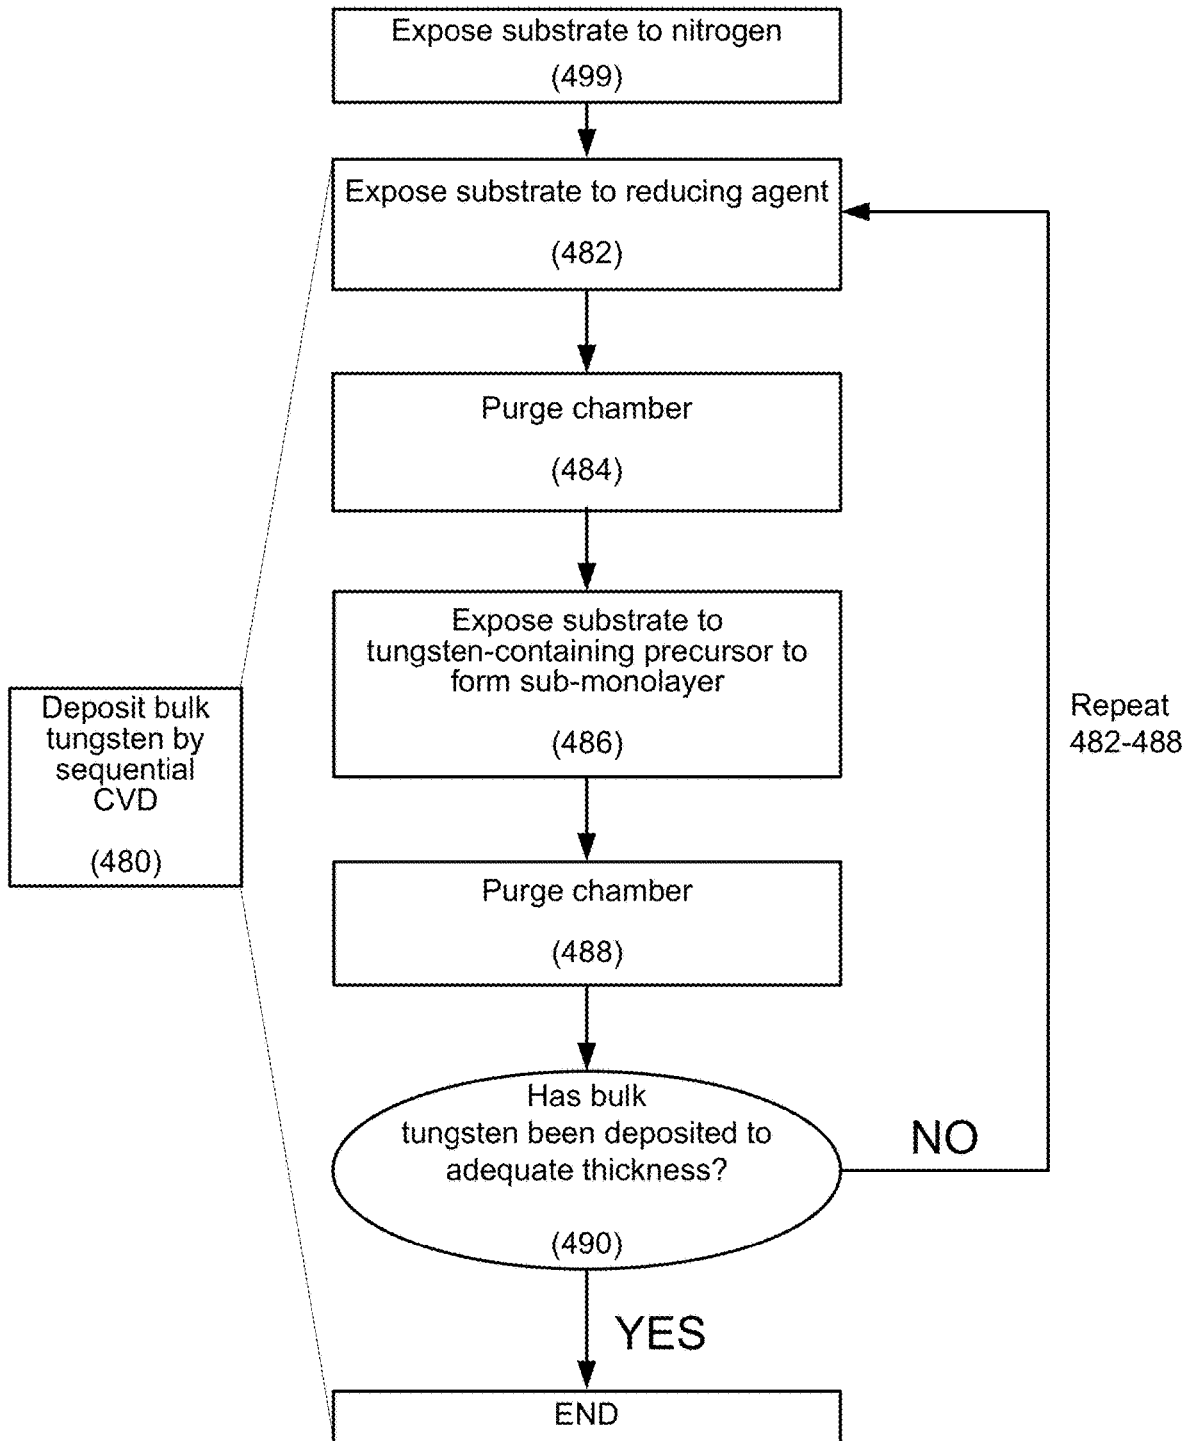 Expose substrate to nitrogen
(499)
Expose substrate to reducing agent
(482)
Purge chamber
(484)
Expose substrate to
tungsten-containing precursor to
form sub-monolayer
(486)
Deposit bulk
tungsten by
sequential
CVD
(480)
Repeat
482-488
Purge chamber
(488)
Has bulk
tungsten been deposited to
adequate thickness?
(490)
NO
YES
END